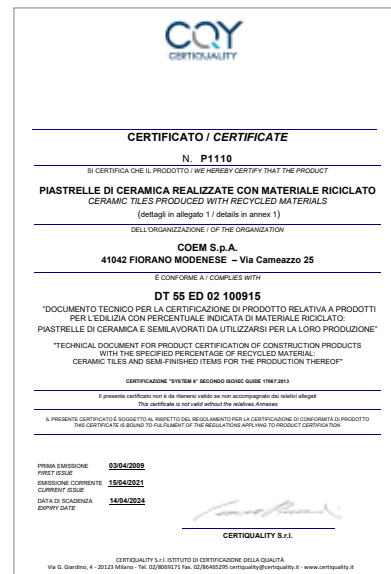 CQY
CERTIQUALITY
CERTIFICATO / CERTIFICATE
N. P1110
SI CERTIFICA CHE IL PRODOTTO / WE HEREBY CERTIFY THAT THE PRODUCT
PIASTRELLE DI CERAMICA REALIZZATE CON MATERIALE RICICLATO
CERAMIC TILES PRODUCED WITH RECYCLED MATERIALS
(dettagli in allegato 1 / details in annex 1)
DELL'ORGANIZZAZIONE / OF THE ORGANIZATION
COEM S.p.A.
41042 FIORANO MODENESE – Via Cameazzo 25
È CONFORME A / COMPLIES WITH
DT 55 ED 02 100915
"DOCUMENTO TECNICO PER LA CERTIFICAZIONE DI PRODOTTO RELATIVA A PRODOTTI
PER L'EDILIZIA CON PERCENTUALE INDICATA DI MATERIALE RICICLATO:
PIASTRELLE DI CERAMICA E SEMILAVORATI DA UTILIZZARSI PER LA LORO PRODUZIONE"
"TECHNICAL DOCUMENT FOR PRODUCT CERTIFICATION OF CONSTRUCTION PRODUCTS
WITH THE SPECIFIED PERCENTAGE OF RECYCLED MATERIAL:
CERAMIC TILES AND SEMI-FINISHED ITEMS FOR THE PRODUCTION THEREOF"
CERTIFICAZIONE "SYSTEM 6" SECONDO ISO/IEC GUIDE 17067:2013
Il presente certificato non è da ritenersi valido se non accompagnato dai relativi allegati
This certificate is not valid without the relatives Annexes
IL PRESENTE CERTIFICATO È SOGGETTO AL RISPETTO DEL REGOLAMENTO PER LA CERTIFICAZIONE DI CONFORMITÀ DI PRODOTTO
THIS CERTIFICATE IS BOUND TO FULFILMENT OF THE REGULATIONS APPLYING TO PRODUCT CERTIFICATION.
PRIMA EMISSIONE 03/04/2009
FIRST ISSUE
EMISSIONE CORRENTE 15/04/2021
CURRENT ISSUE
DATA DI SCADENZA 14/04/2024
EXPIRY DATE
CERTIQUALITY S.r.l.
CERTIQUALITY S.r.l. ISTITUTO DI CERTIFICAZIONE DELLA QUALITÀ
Via G. Giardino, 4 - 20123 Milano - Tel. 02/8069171 Fax. 02/86465295 certiquality@certiquality.it - www.certiquality.it